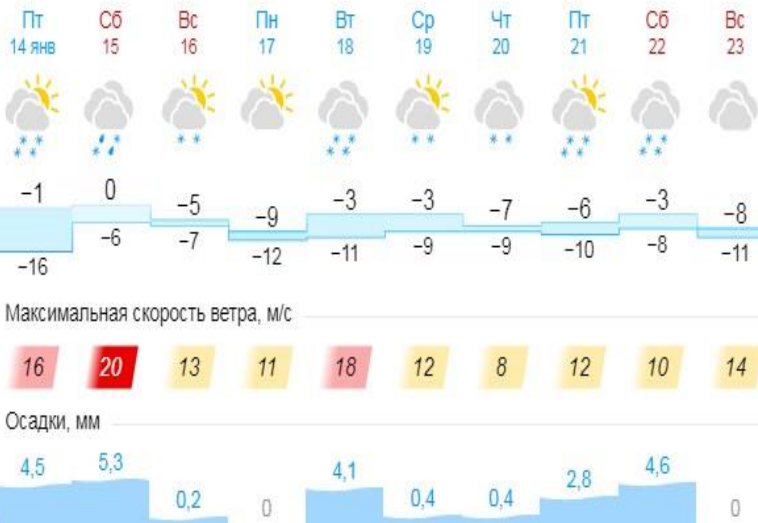 Пт Сб Вс Пн Вт Ср Чт Пт Сб Вс
14 янв 15 16 17 18 19 20 21 22 23
−1 0 −5 −9 −3 −3 −7 −6 −3 −8
−16 −6 −7 −12 −11 −9 −9 −10 −8 −11
Максимальная скорость ветра, м/с
16 20 13 11 18 12 8 12 10 14
Осадки, мм
4,5 5,3 0,2 0 4,1 0,4 0,4 2,8 4,6 0